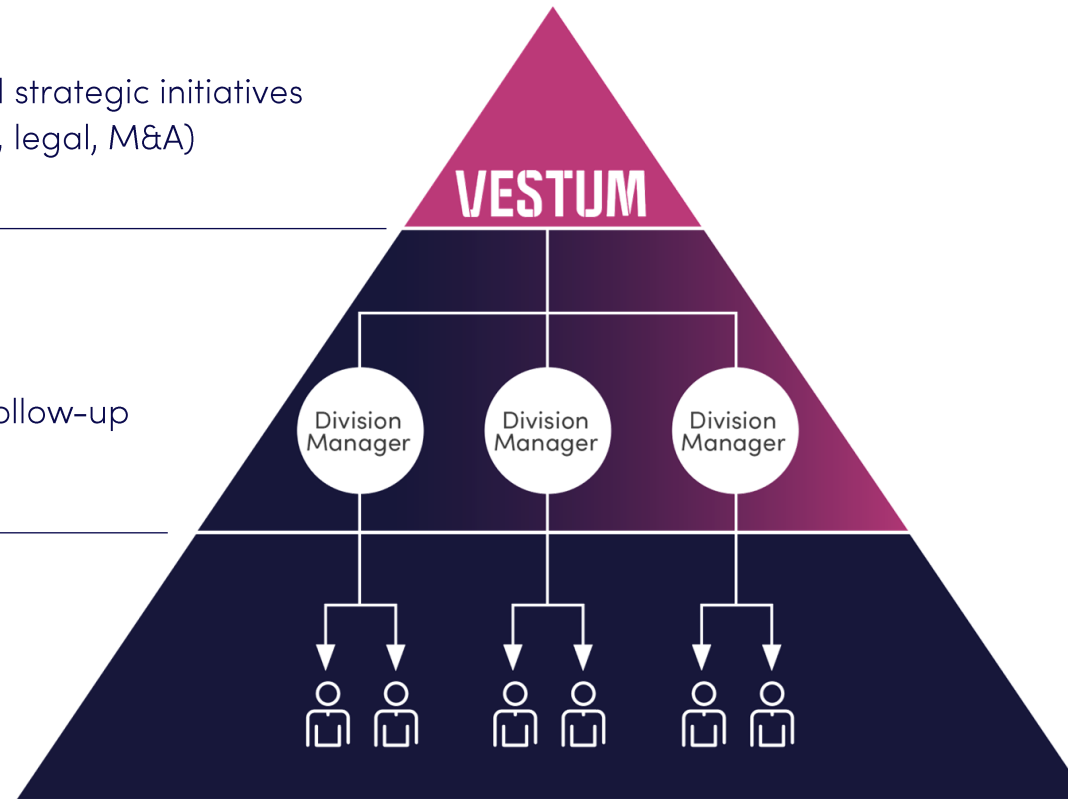 strategic initiatives
, legal, M&A)
VESTUM
ollow-up
Division
Manager
Division
Manager
Division
Manager